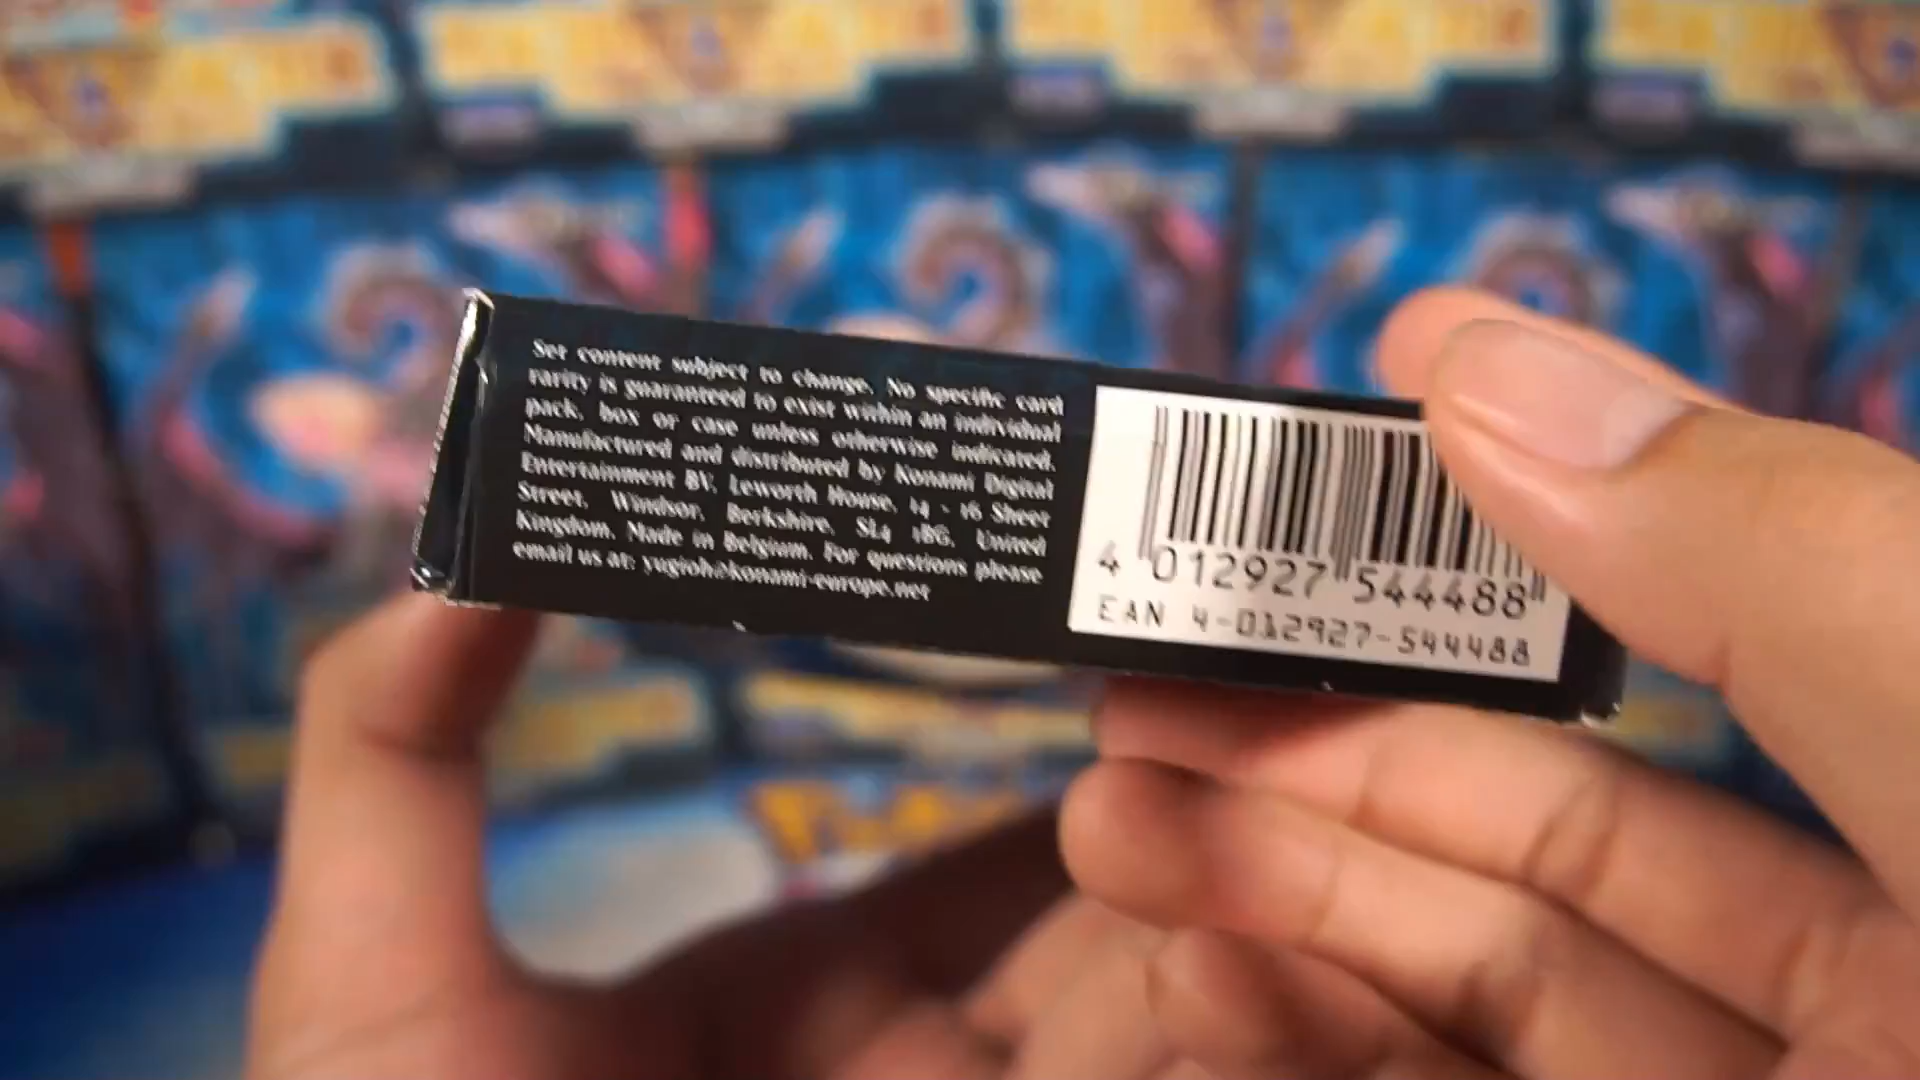 Set content subject to change. No specific card
rarity is guaranteed to exist within an individual
pack, box or case unless otherwise indicated.
Manufactured and distributed by Konami Digital
Entertainment BV, Leworth House, 14 - 16 Sheet
Street, Windsor, Berkshire, SL4 1BG, United
Kingdom. Made in Belgium. For questions please
email us at: yugioh@konami-europe.net
4 012927 544488
EAN 4-012927-544488